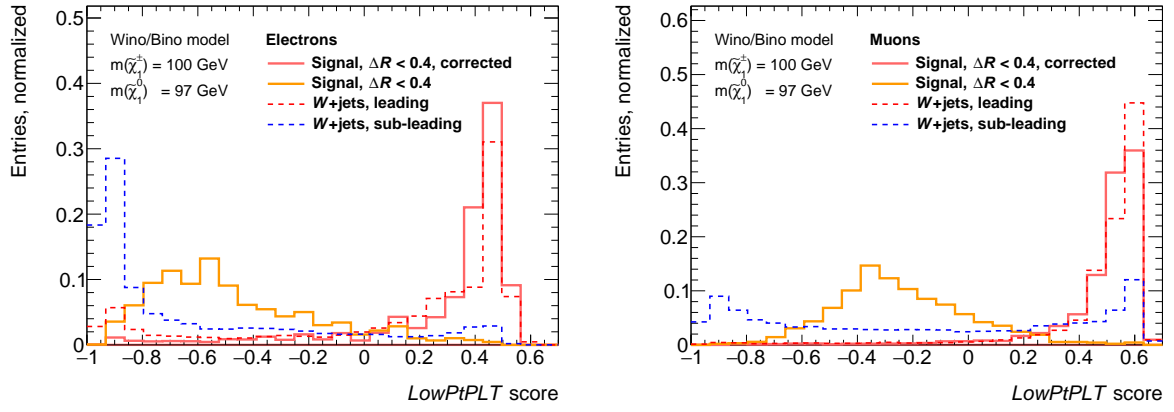 Entries, normalized
0.5
0.4
0.3
0.2
0.1
0
Wino/Bino model
m(χ̃₁±) = 100 GeV
m(χ̃₁⁰) = 97 GeV
Electrons
Signal, ΔR < 0.4, corrected
Signal, ΔR < 0.4
W+jets, leading
W+jets, sub-leading
−1 −0.8 −0.6 −0.4 −0.2 0 0.2 0.4 0.6
LowPtPLT score
Entries, normalized
0.6
0.5
0.4
0.3
0.2
0.1
0
Wino/Bino model
m(χ̃₁±) = 100 GeV
m(χ̃₁⁰) = 97 GeV
Muons
Signal, ΔR < 0.4, corrected
Signal, ΔR < 0.4
W+jets, leading
W+jets, sub-leading
−1 −0.8 −0.6 −0.4 −0.2 0 0.2 0.4 0.6
LowPtPLT score